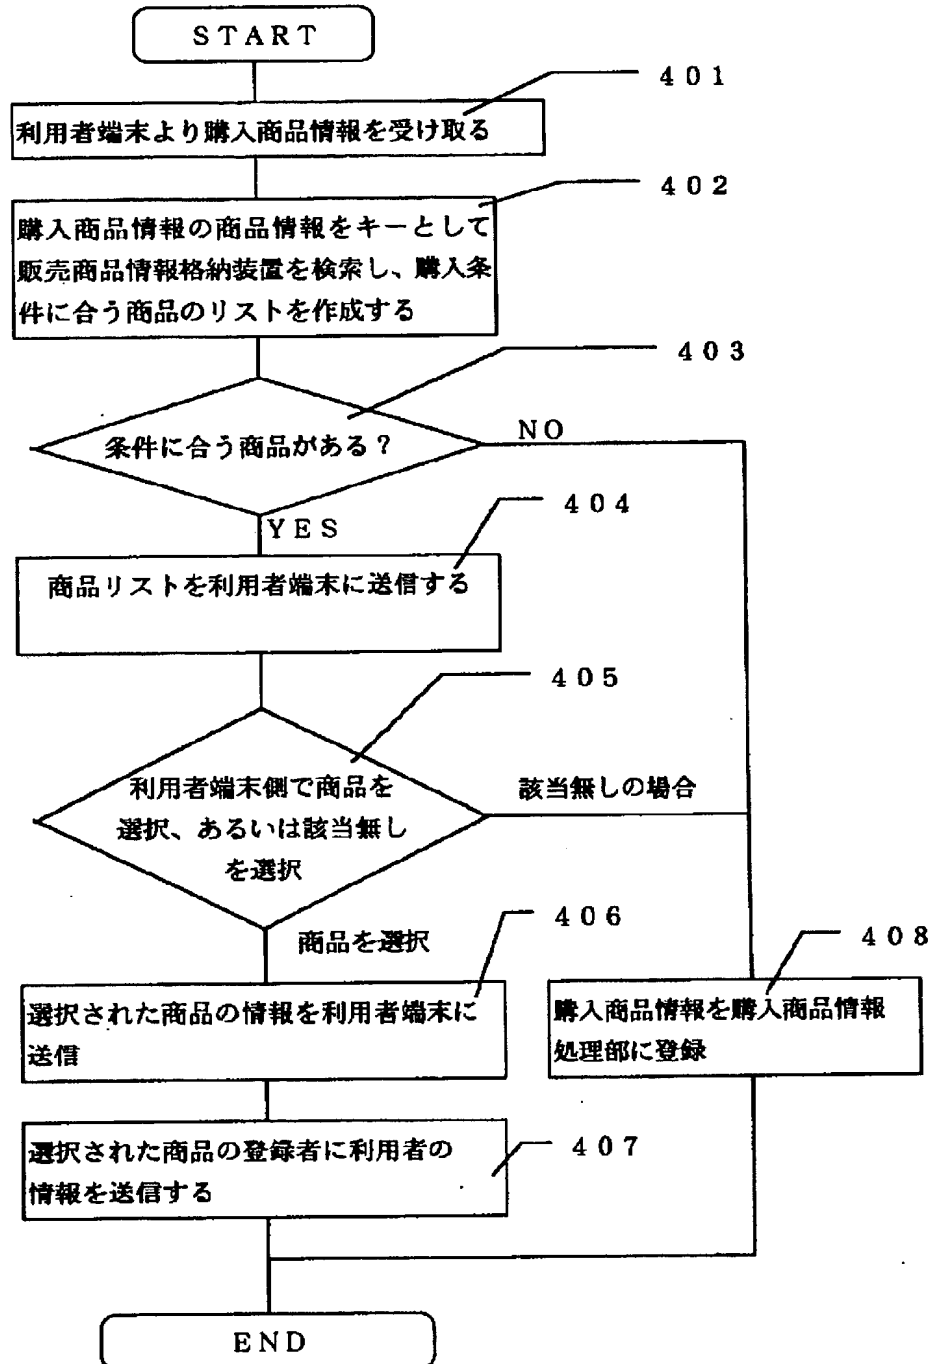 START
401
利用者端末より購入商品情報を受け取る
402
購入商品情報の商品情報をキーとして
販売商品情報格納装置を検索し、購入条
件に合う商品のリストを作成する
403
条件に合う商品がある？
NO
YES
404
商品リストを利用者端末に送信する
405
利用者端末側で商品を
選択、あるいは該当無し
を選択
該当無しの場合
商品を選択
406
選択された商品の情報を利用者端末に
送信
408
購入商品情報を購入商品情報
処理部に登録
407
選択された商品の登録者に利用者の
情報を送信する
END